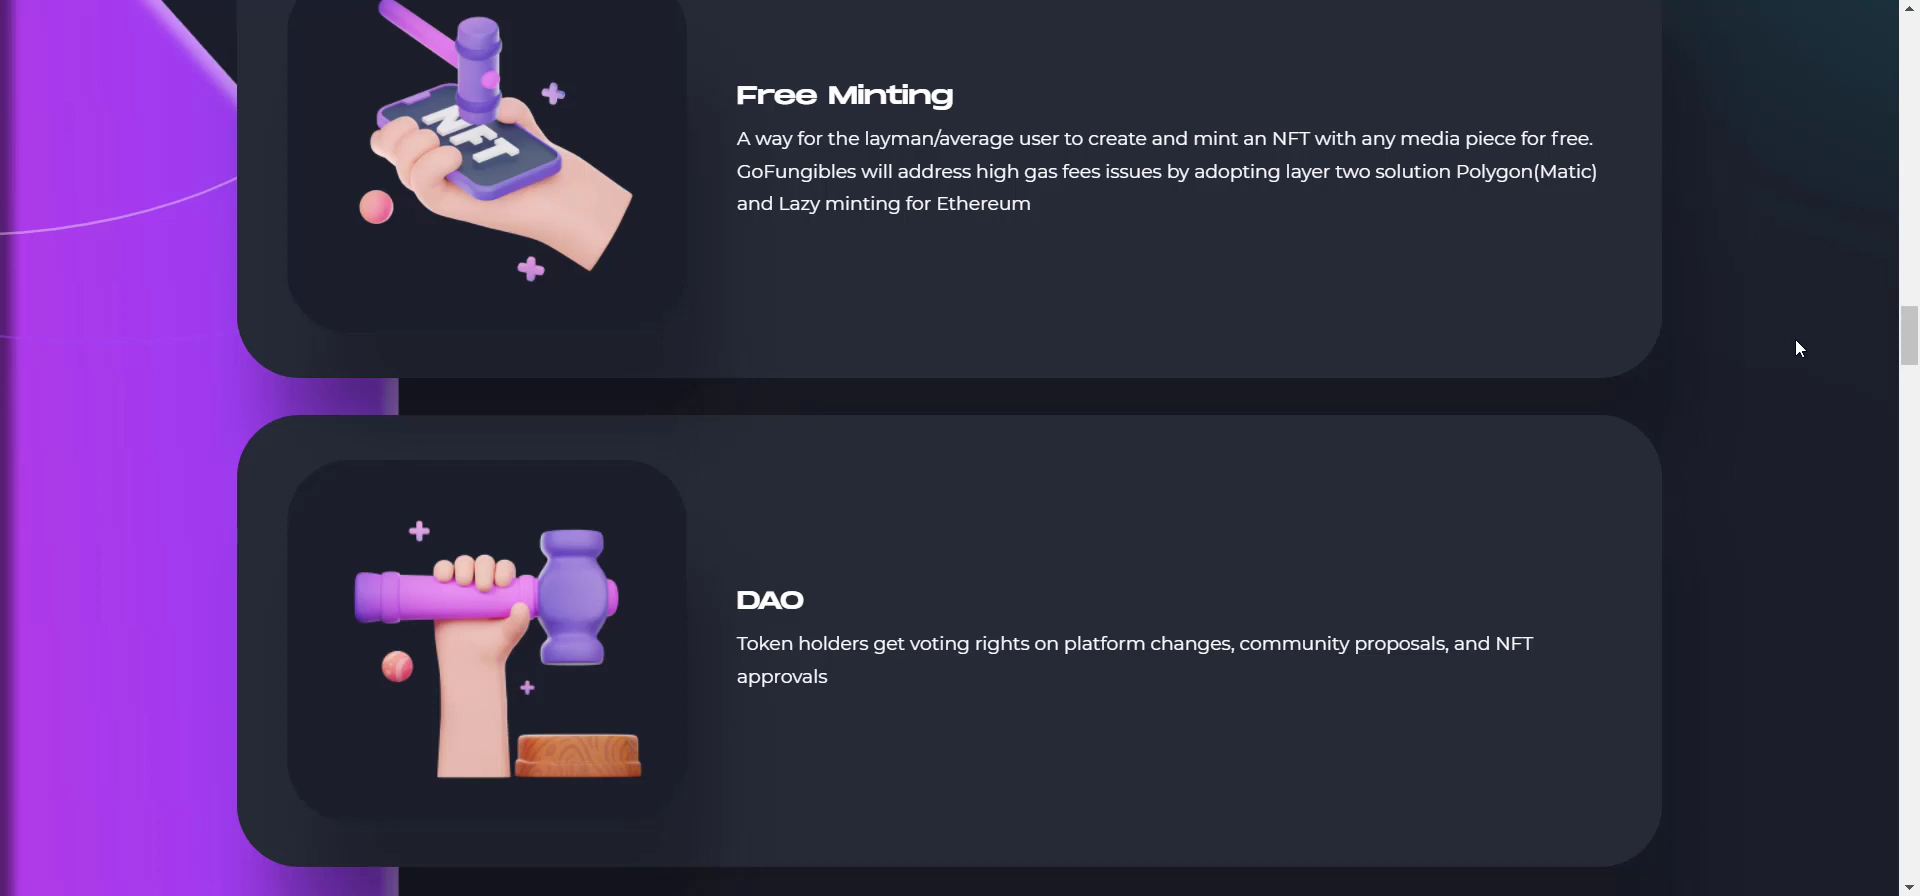 NFT
Free Minting
A way for the layman/average user to create and mint an NFT with any media piece for free.
GoFungibles will address high gas fees issues by adopting layer two solution Polygon(Matic)
and Lazy minting for Ethereum
DAO
Token holders get voting rights on platform changes, community proposals, and NFT
approvals